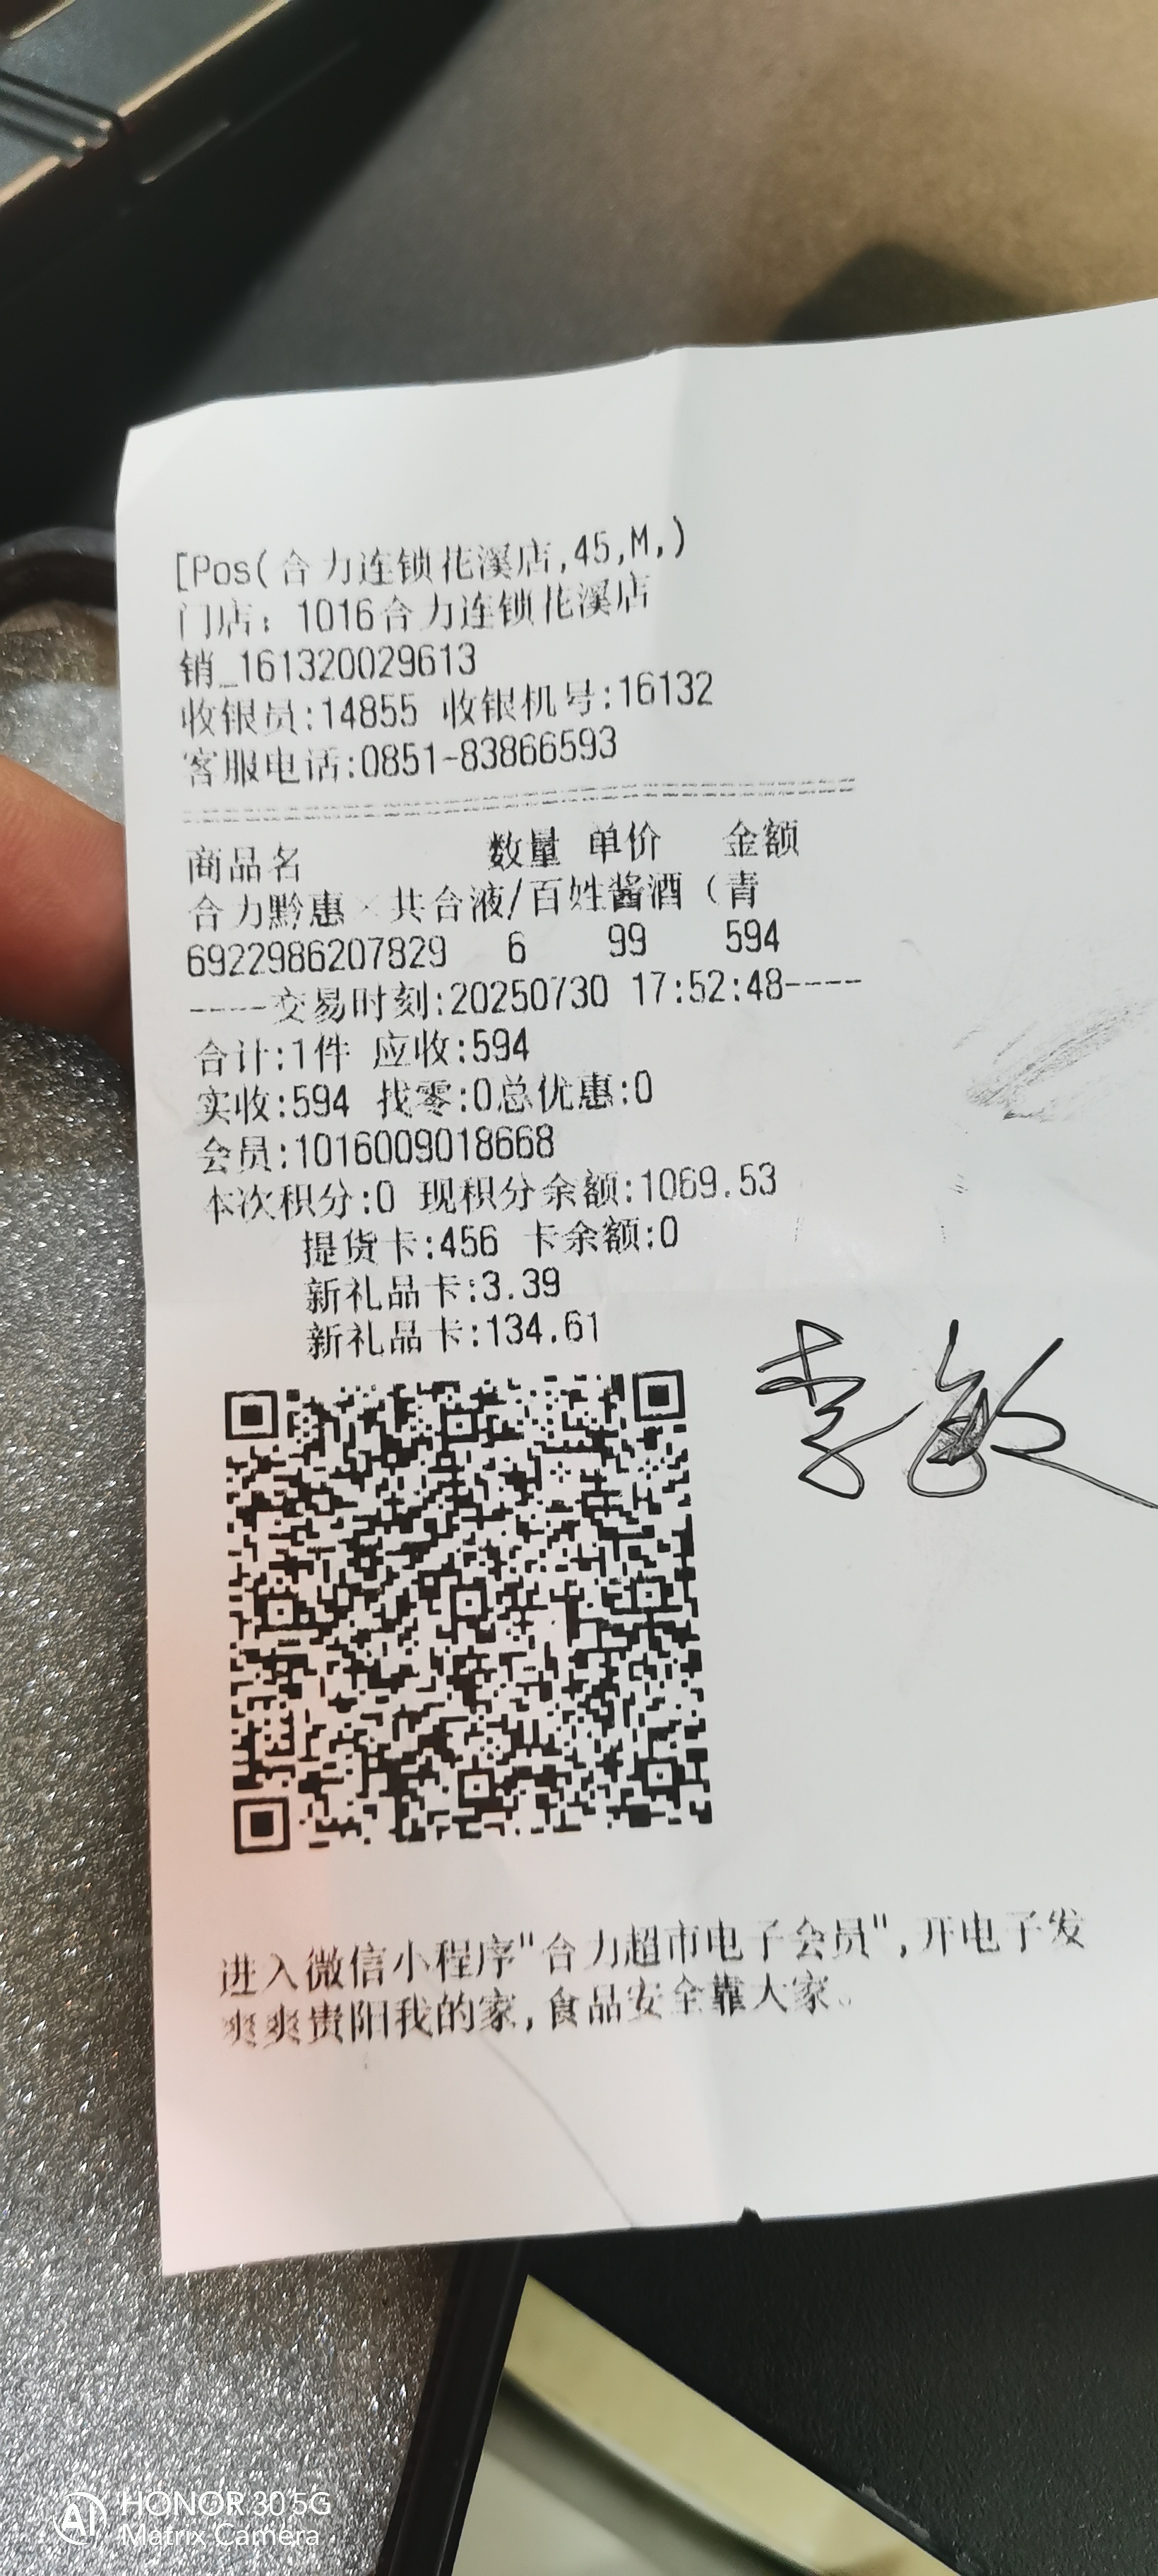 [Pos(合力连锁花溪店,45,M,)
门店：1016合力连锁花溪店
销_161320029613
收银员:14855 收银机号:16132
客服电话:0851-83866593
商品名 数量 单价 金额
合力黔惠×共合液/百姓酱酒（青
6922986207829 6 99 594
----交易时刻:20250730 17:52:48----
合计:1件 应收:594
实收:594 找零:0总优惠:0
会员:1016009018668
本次积分:0 现积分余额:1069.53
提货卡:456 卡余额:0
新礼品卡:3.39
新礼品卡:134.61
李敏
进入微信小程序"合力超市电子会员",开电子发
爽爽贵阳我的家,食品安全靠大家。
AI HONOR 30 5G
Matrix Camera